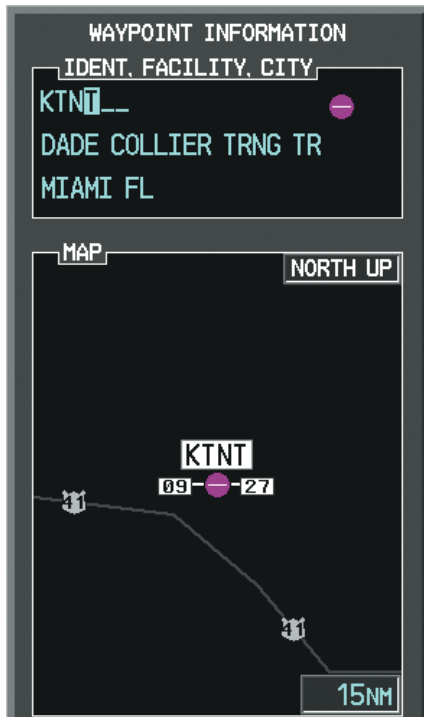 WAYPOINT INFORMATION
IDENT, FACILITY, CITY
KTNT__
DADE COLLIER TRNG TR
MIAMI FL
MAP
NORTH UP
KTNT
09 27
41
41
15NM